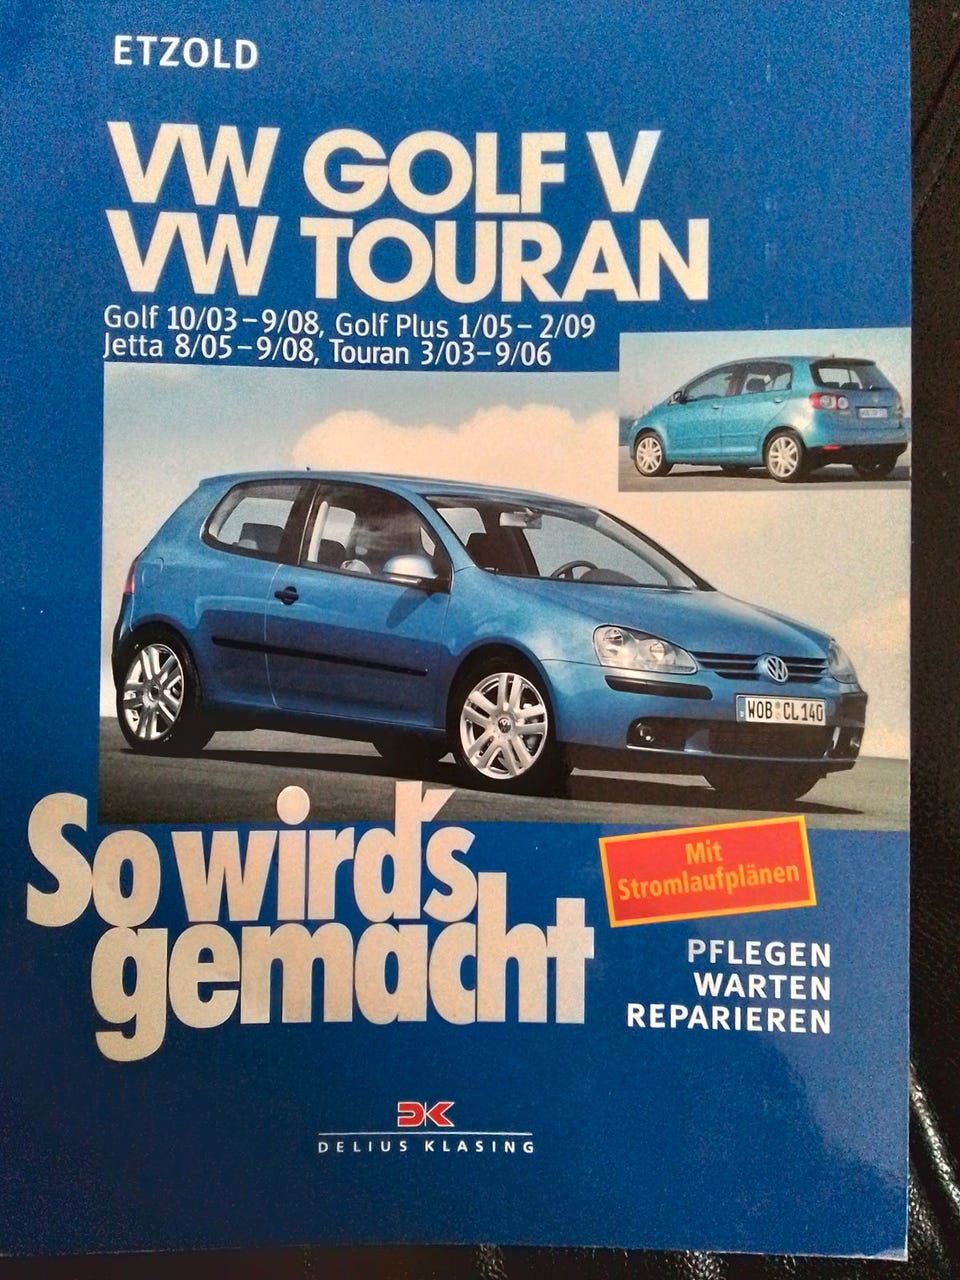 ETZOLD
VW GOLF V
VW TOURAN
Golf 10/03–9/08, Golf Plus 1/05–2/09
Jetta 8/05–9/08, Touran 3/03–9/06
WOB CL 140
So wird's
gemacht
Mit
Stromlaufplänen
PFLEGEN
WARTEN
REPARIEREN
DK
DELIUS KLASING